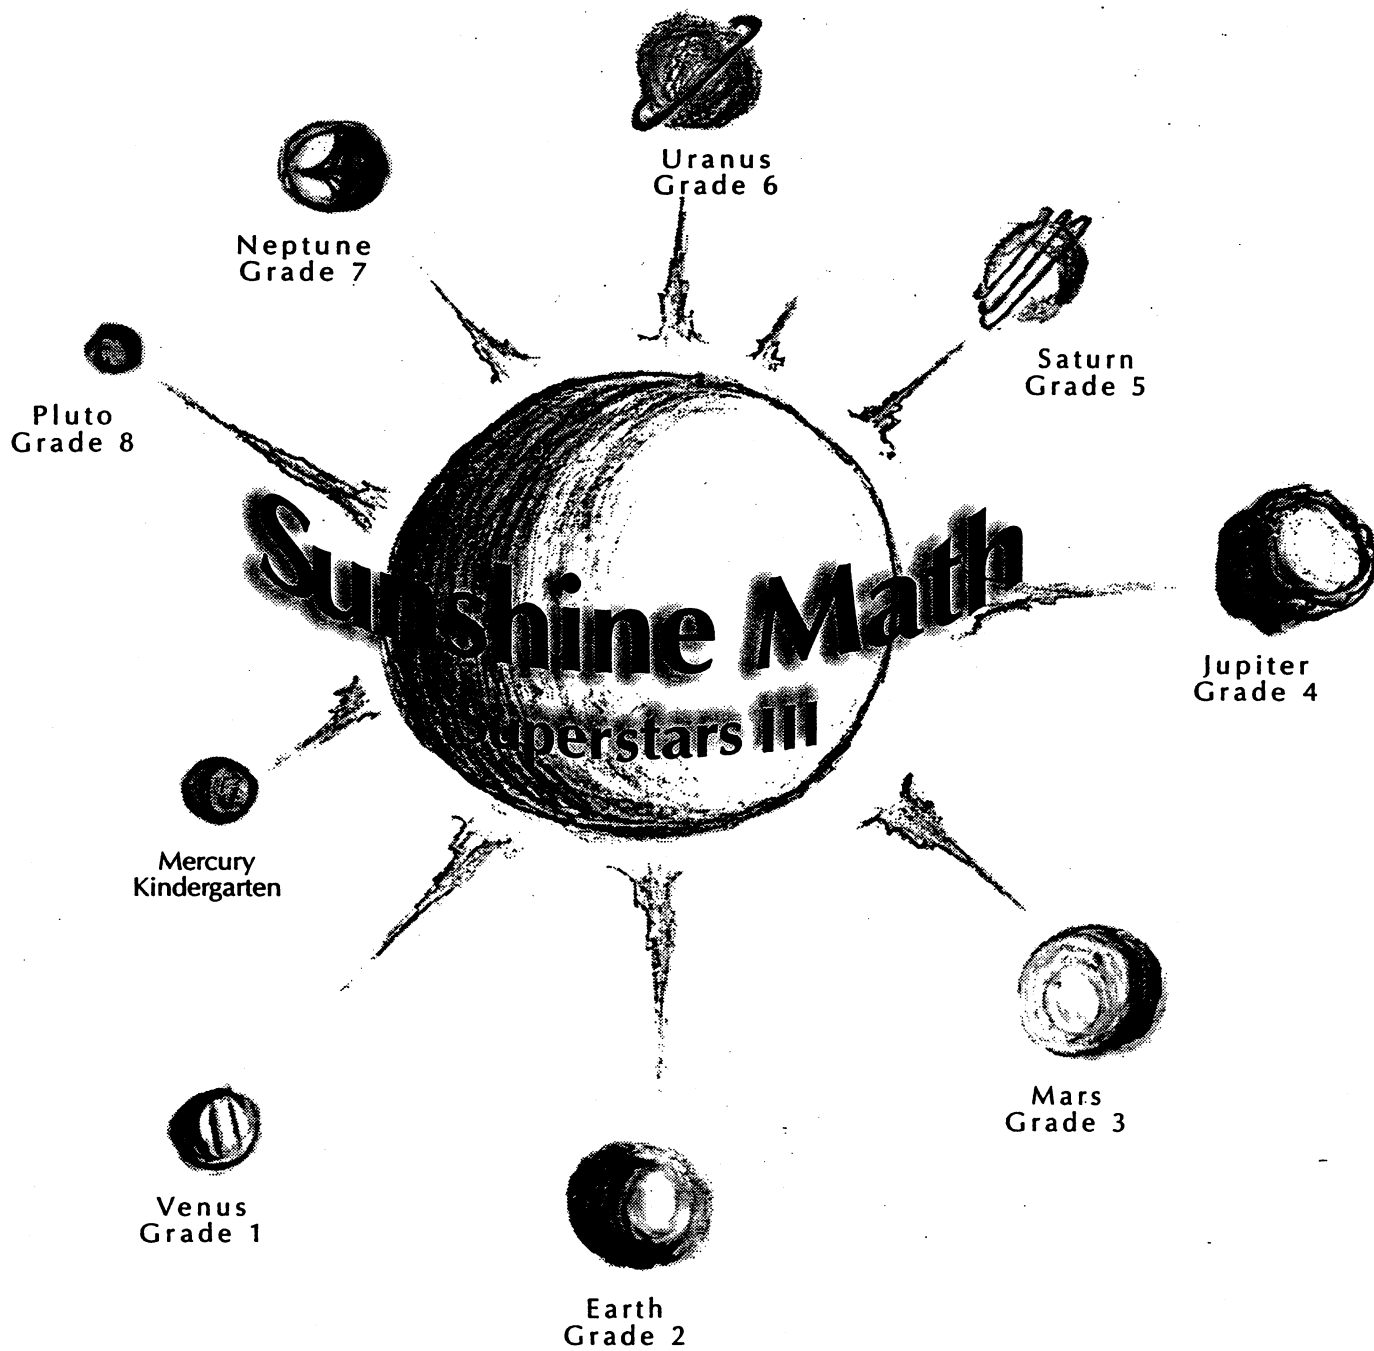 Uranus
Grade 6
Neptune
Grade 7
Saturn
Grade 5
Pluto
Grade 8
Sunshine Math
Superstars III
Jupiter
Grade 4
Mercury
Kindergarten
Mars
Grade 3
Venus
Grade 1
Earth
Grade 2